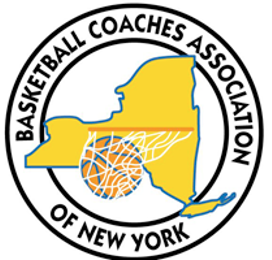 BASKETBALL COACHES ASSOCIATION
OF NEW YORK